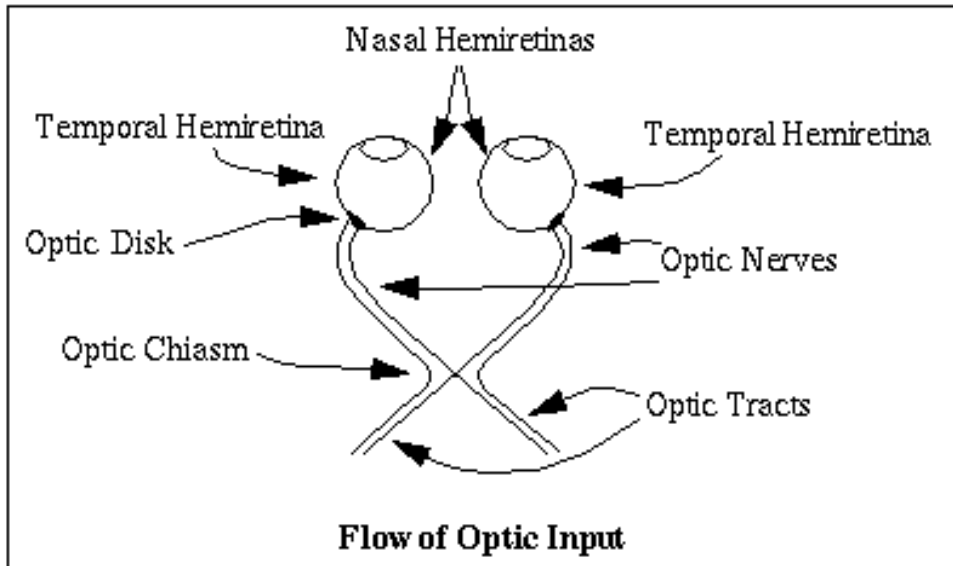 Nasal Hemiretinas
Temporal Hemiretina
Temporal Hemiretina
Optic Disk
Optic Nerves
Optic Chiasm
Optic Tracts
Flow of Optic Input